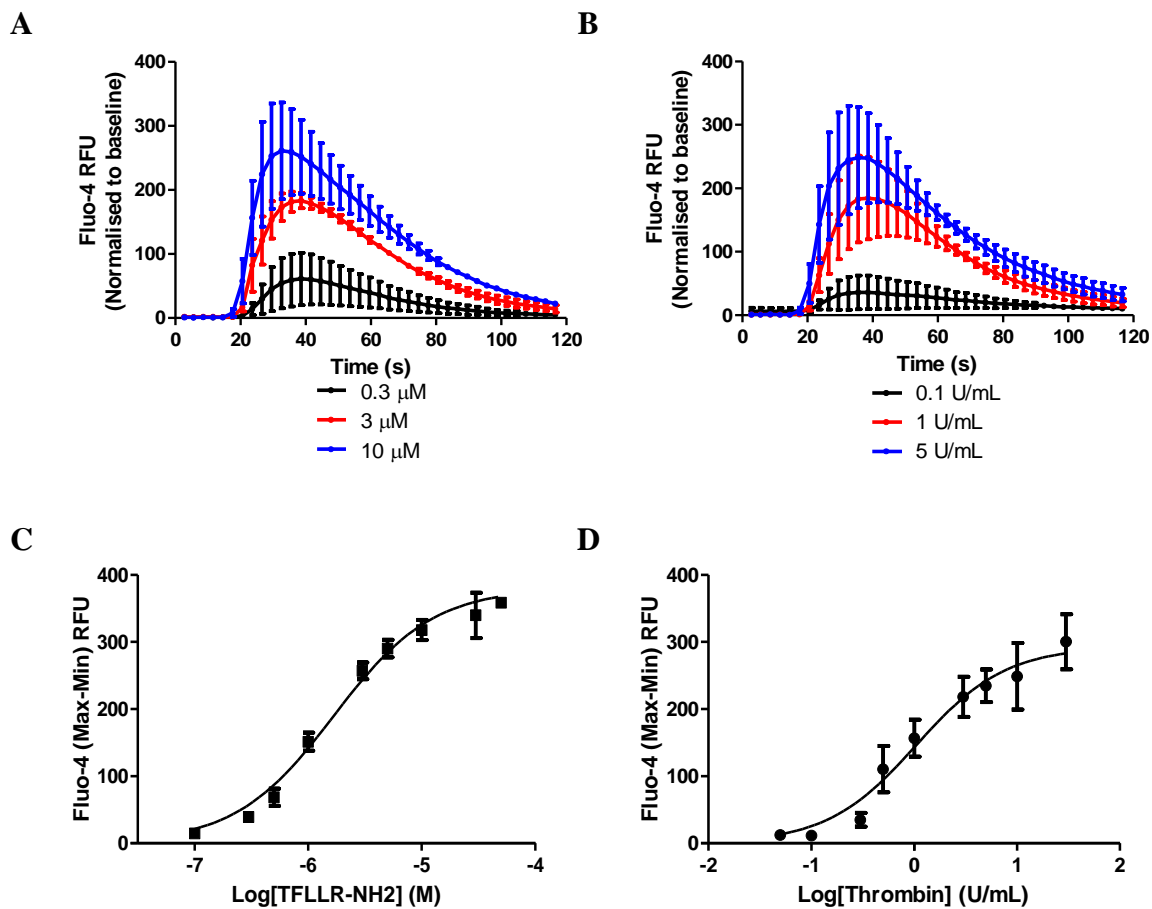 A
Fluo-4 RFU
(Normalised to baseline)
400
300
200
100
0
0 20 40 60 80 100 120
Time (s)
0.3 μM
3 μM
10 μM
B
Fluo-4 RFU
(Normalised to baseline)
400
300
200
100
0
0 20 40 60 80 100 120
Time (s)
0.1 U/mL
1 U/mL
5 U/mL
C
Fluo-4 (Max-Min) RFU
400
300
200
100
0
-7 -6 -5 -4
Log[TFLLR-NH2] (M)
D
Fluo-4 (Max-Min) RFU
400
300
200
100
0
-2 -1 0 1 2
Log[Thrombin] (U/mL)